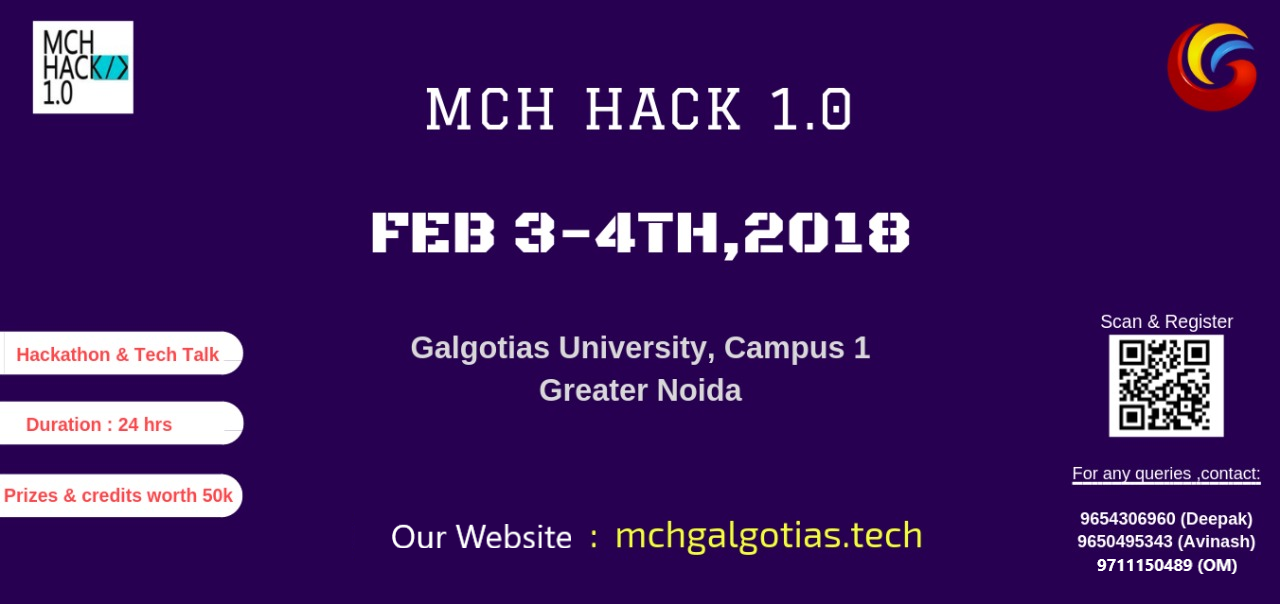 MCH
HACK</>
1.0
MCH HACK 1.0
FEB 3-4TH,2018
Galgotias University, Campus 1
Greater Noida
Hackathon & Tech Talk
Duration : 24 hrs
Prizes & credits worth 50k
Our Website : mchgalgotias.tech
Scan & Register
For any queries ,contact:
9654306960 (Deepak)
9650495343 (Avinash)
9711150489 (OM)